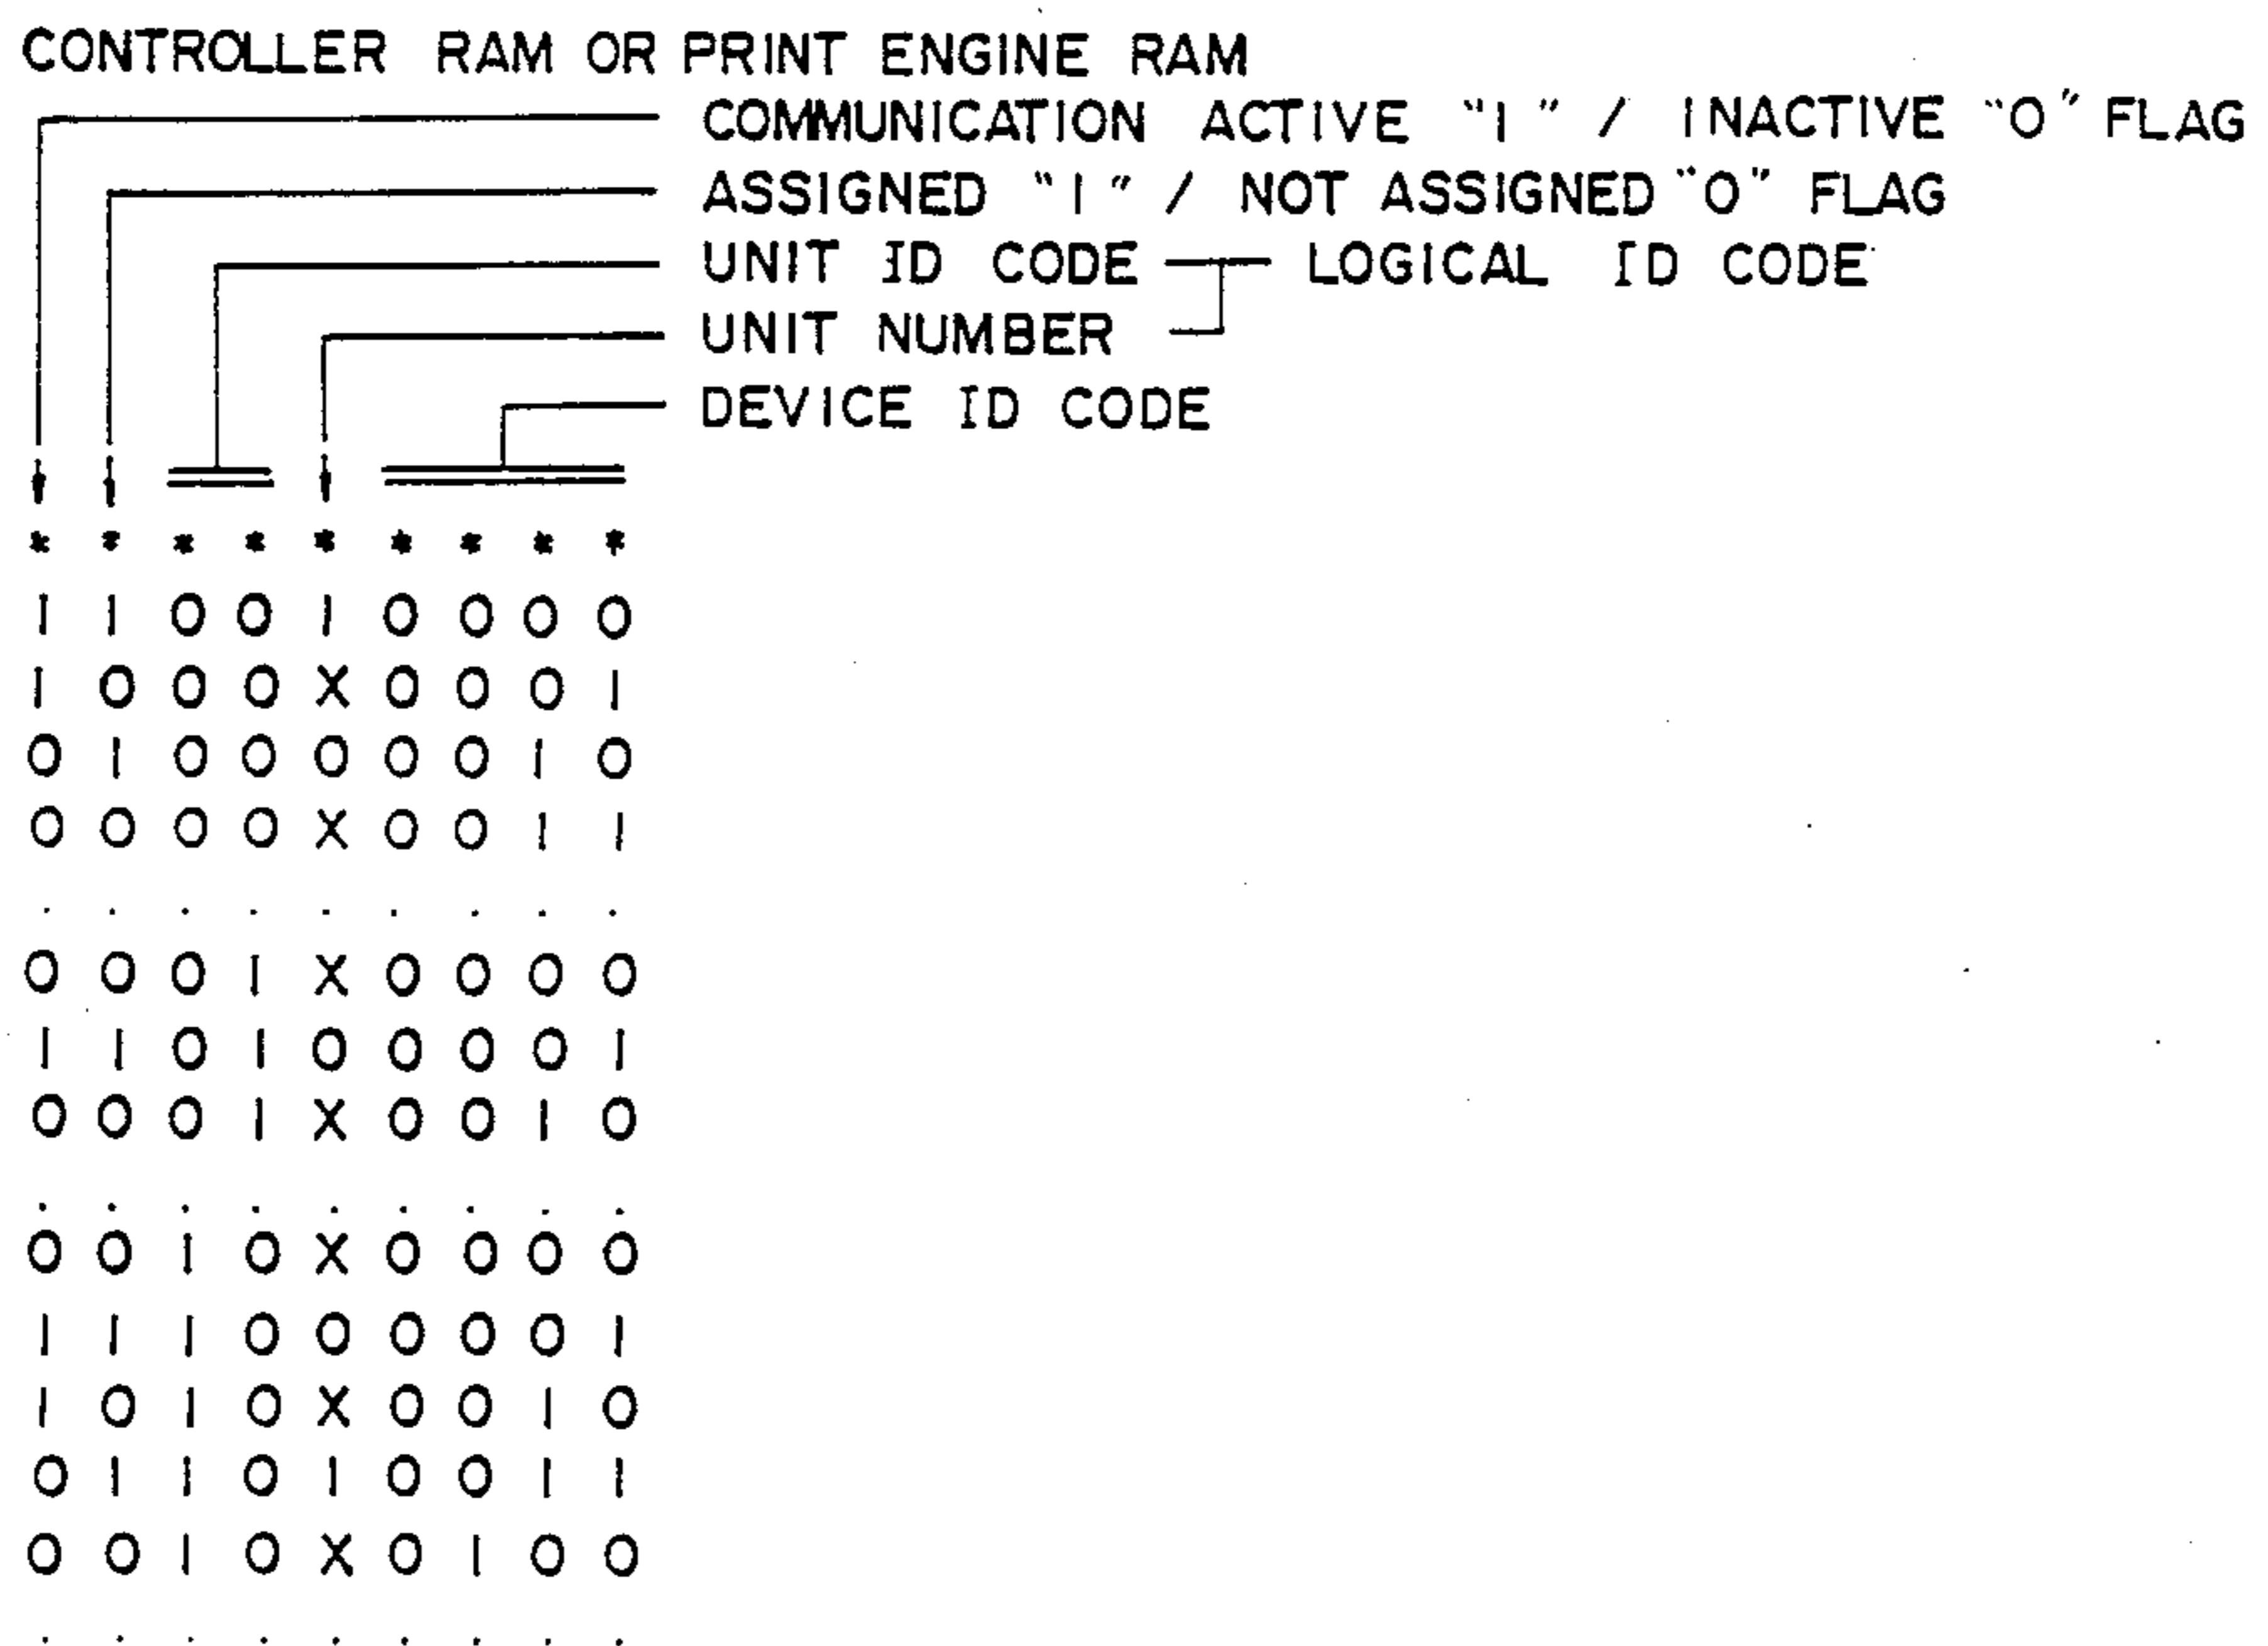 CONTROLLER RAM OR PRINT ENGINE RAM
COMMUNICATION ACTIVE "1" / INACTIVE "0" FLAG
ASSIGNED "1" / NOT ASSIGNED "0" FLAG
UNIT ID CODE LOGICAL ID CODE
UNIT NUMBER
DEVICE ID CODE
* * * * * * * * *
1 1 0 0 1 0 0 0 0
1 0 0 0 X 0 0 0 1
0 1 0 0 0 0 0 1 0
0 0 0 0 X 0 0 1 1
. . . . . . . . .
0 0 0 1 X 0 0 0 0
1 1 0 1 0 0 0 0 1
0 0 0 1 X 0 0 1 0
. . . . . . . . .
0 0 1 0 X 0 0 0 0
1 1 1 0 0 0 0 0 1
1 0 1 0 X 0 0 1 0
0 1 1 0 1 0 0 1 1
0 0 1 0 X 0 1 0 0
. . . . . . . . .